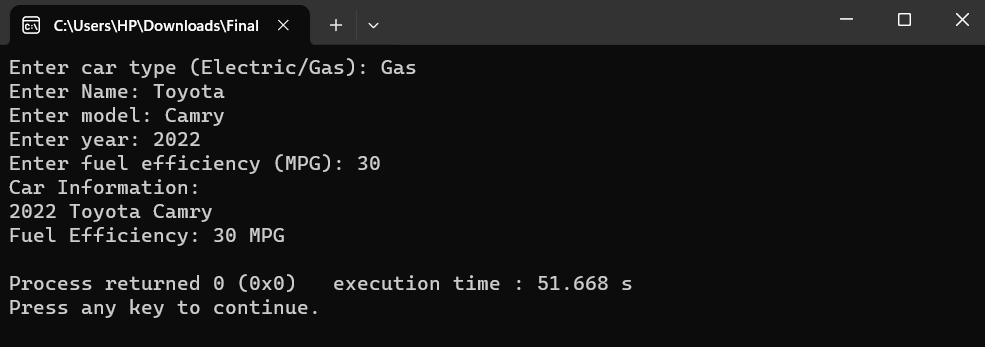 C:\Users\HP\Downloads\Final
Enter car type (Electric/Gas): Gas
Enter Name: Toyota
Enter model: Camry
Enter year: 2022
Enter fuel efficiency (MPG): 30
Car Information:
2022 Toyota Camry
Fuel Efficiency: 30 MPG
Process returned 0 (0x0)   execution time : 51.668 s
Press any key to continue.